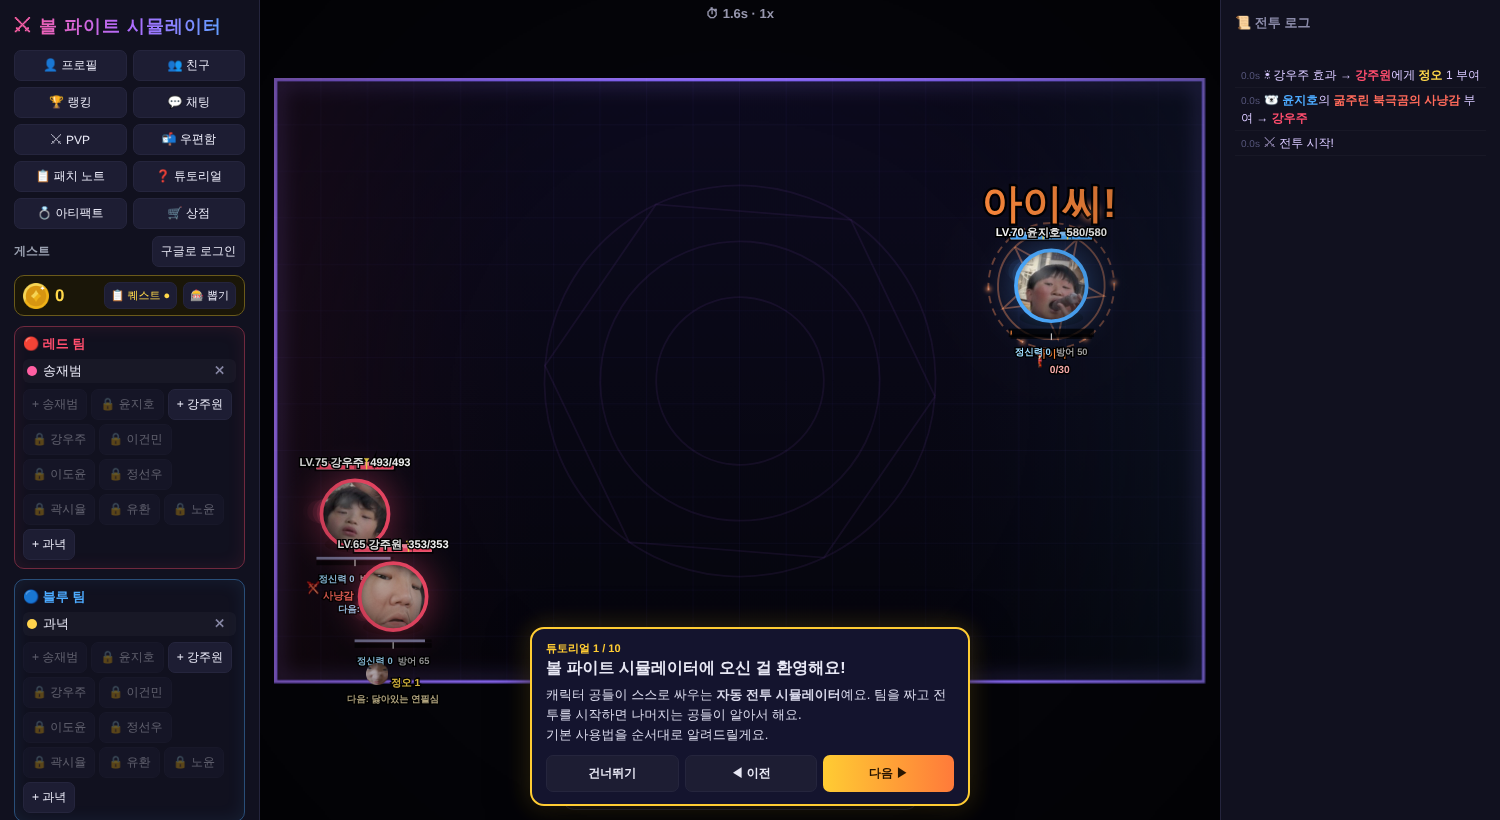 ⚔ 볼 파이트 시뮬레이터
👤 프로필
👥 친구
🏆 랭킹
💬 채팅
⚔ PVP
📬 우편함
📋 패치 노트
❓ 튜토리얼
💍 아티팩트
🛒 상점
게스트
구글로 로그인
0
📋 퀘스트 ●
🎰 뽑기
🔴 레드 팀
송재범 ✕
+ 송재범
🔒 윤지호
+ 강주원
🔒 강우주
🔒 이건민
🔒 이도윤
🔒 정선우
🔒 곽시율
🔒 유환
🔒 노윤
+ 과녁
🔵 블루 팀
과녁 ✕
+ 송재범
🔒 윤지호
+ 강주원
🔒 강우주
🔒 이건민
🔒 이도윤
🔒 정선우
🔒 곽시율
🔒 유환
🔒 노윤
+ 과녁
⏱ 1.6s · 1x
아이씨!
LV.70 윤지호 580/580
정신력 0 방어 50
0/30
LV.75 강우주 493/493
정신력 0
사냥감
다음:
LV.65 강주원 353/353
정신력 0 방어 65
정오 1
다음: 닳아있는 연필심
튜토리얼 1 / 10
볼 파이트 시뮬레이터에 오신 걸 환영해요!
캐릭터 공들이 스스로 싸우는 자동 전투 시뮬레이터예요. 팀을 짜고 전
투를 시작하면 나머지는 공들이 알아서 해요.
기본 사용법을 순서대로 알려드릴게요.
건너뛰기
◀ 이전
다음 ▶
📜 전투 로그
0.0s ☀ 강우주 효과 → 강주원에게 정오 1 부여
0.0s 🐻‍❄️ 윤지호의 굶주린 북극곰의 사냥감 부
여 → 강우주
0.0s ⚔ 전투 시작!